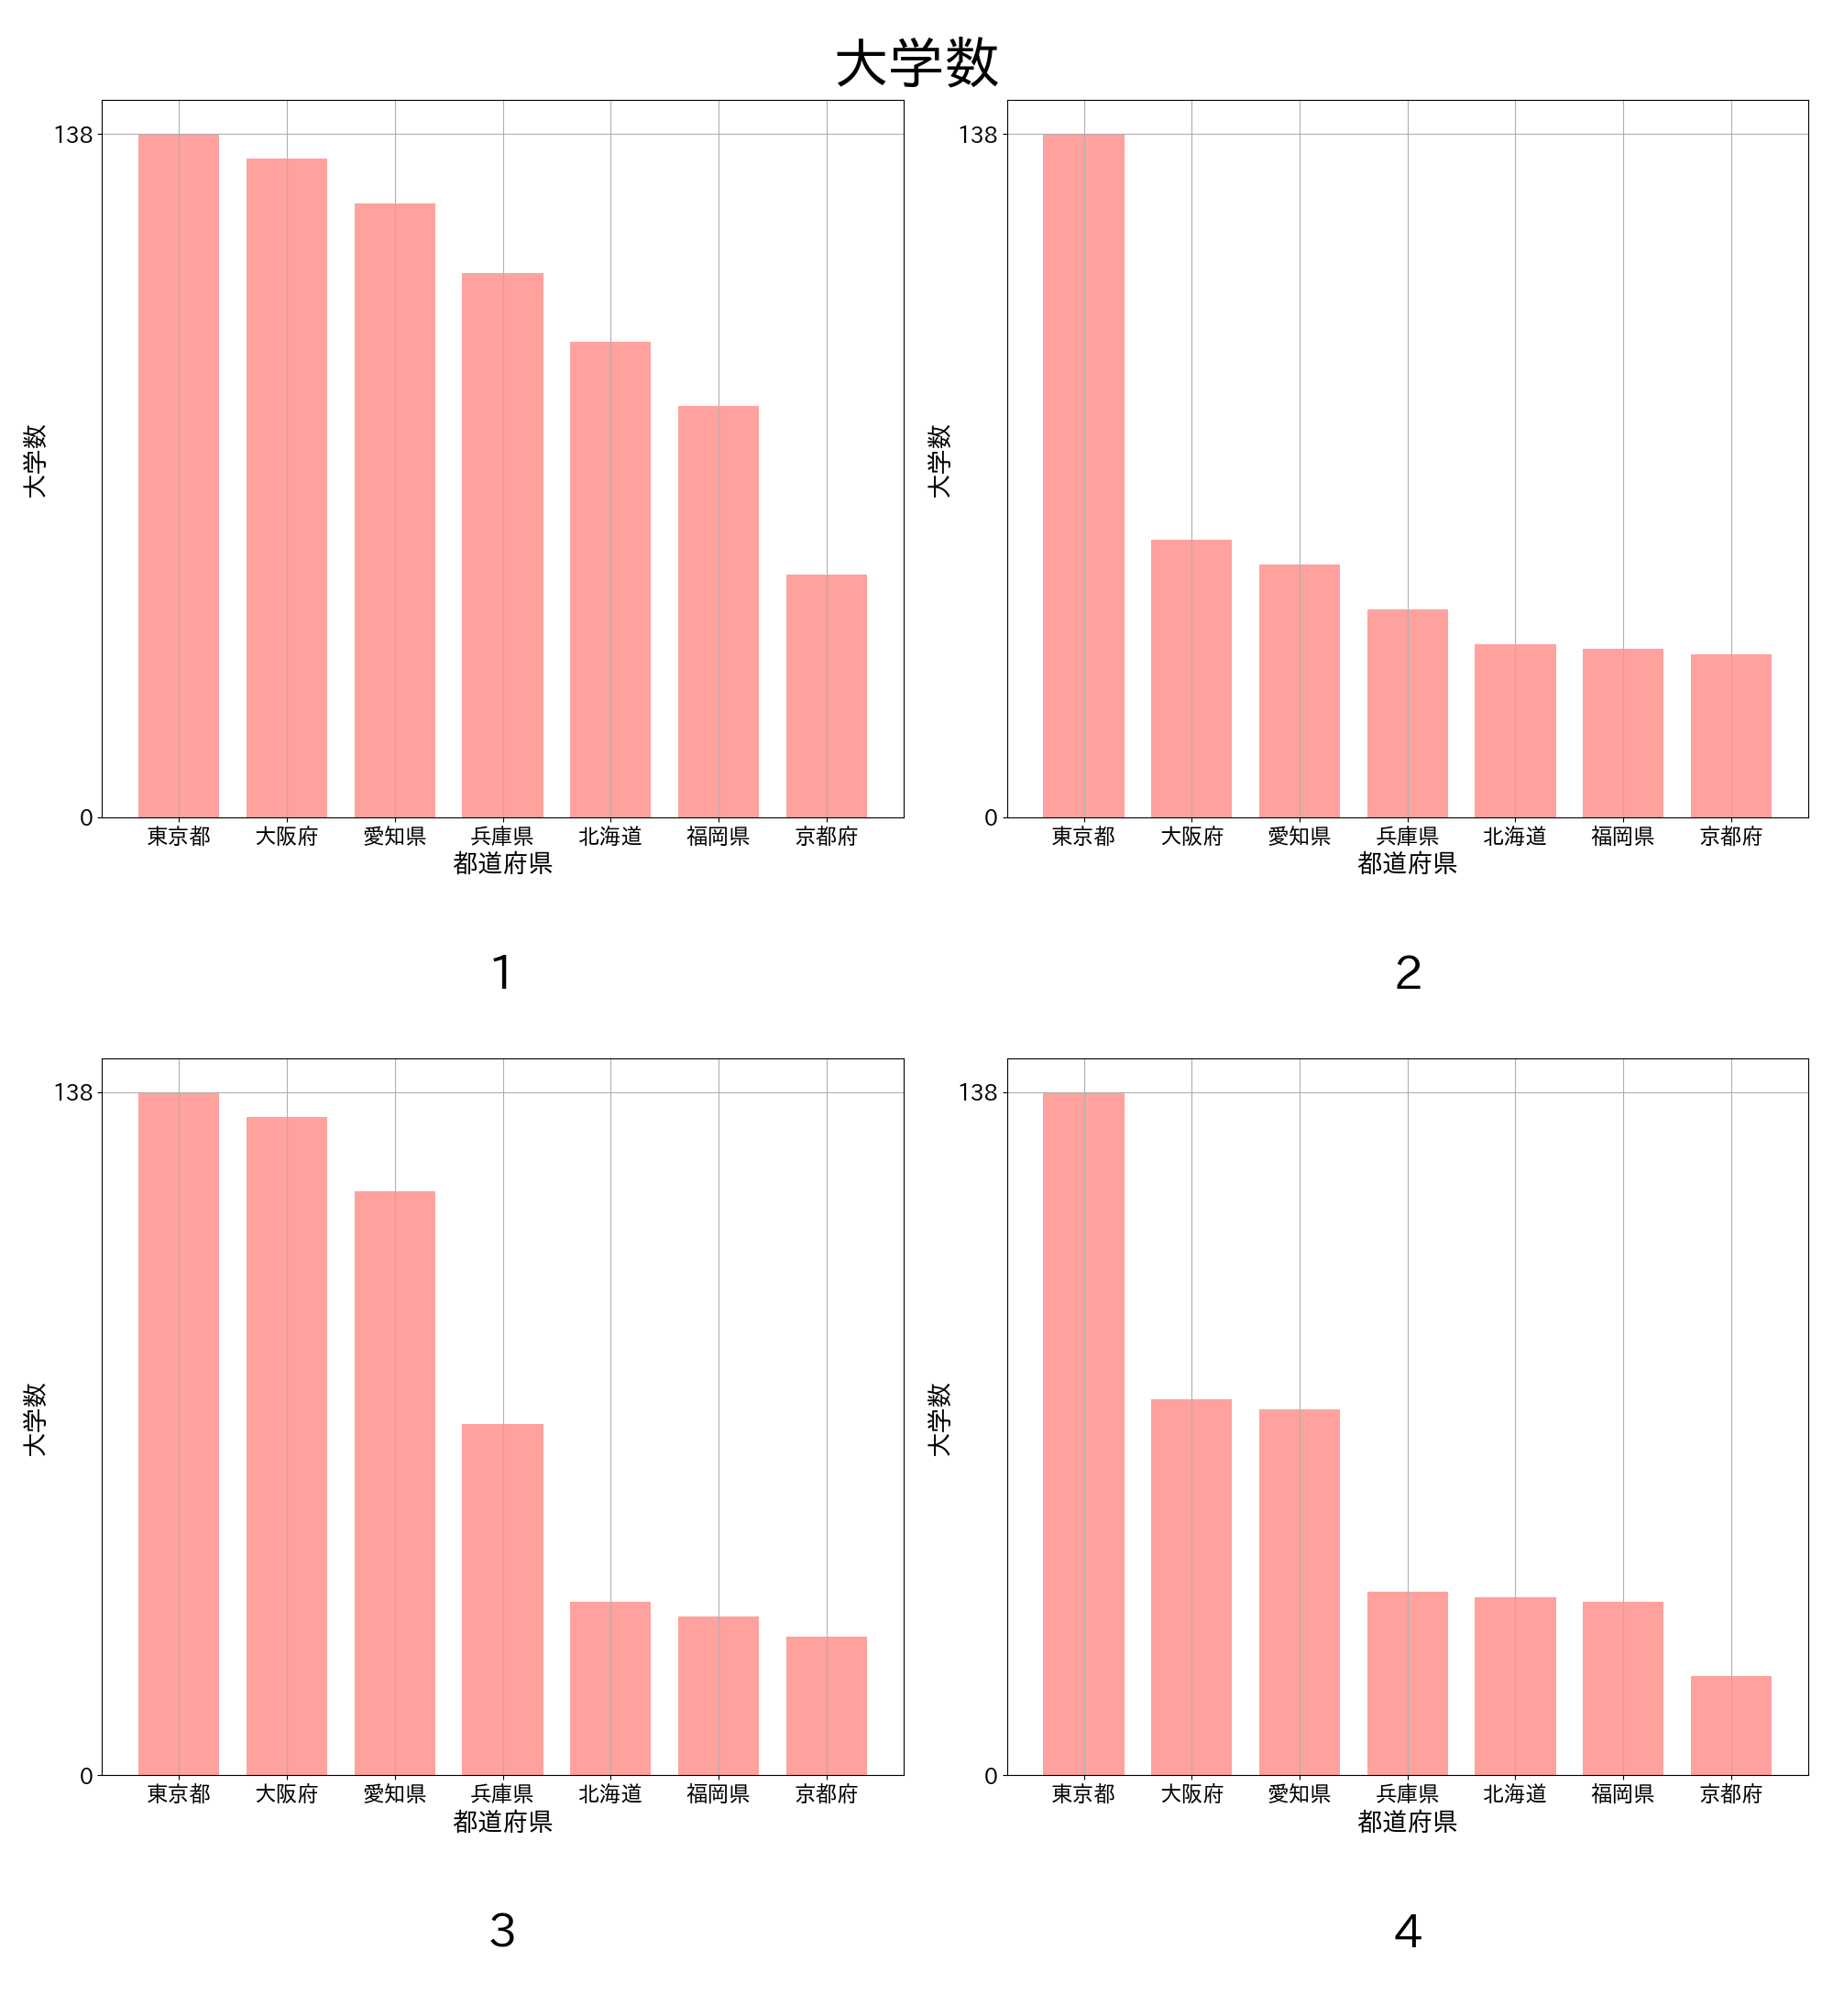 大学数
138
0
大学数
東京都 大阪府 愛知県 兵庫県 北海道 福岡県 京都府
都道府県
1
138
0
大学数
東京都 大阪府 愛知県 兵庫県 北海道 福岡県 京都府
都道府県
2
138
0
大学数
東京都 大阪府 愛知県 兵庫県 北海道 福岡県 京都府
都道府県
3
138
0
大学数
東京都 大阪府 愛知県 兵庫県 北海道 福岡県 京都府
都道府県
4